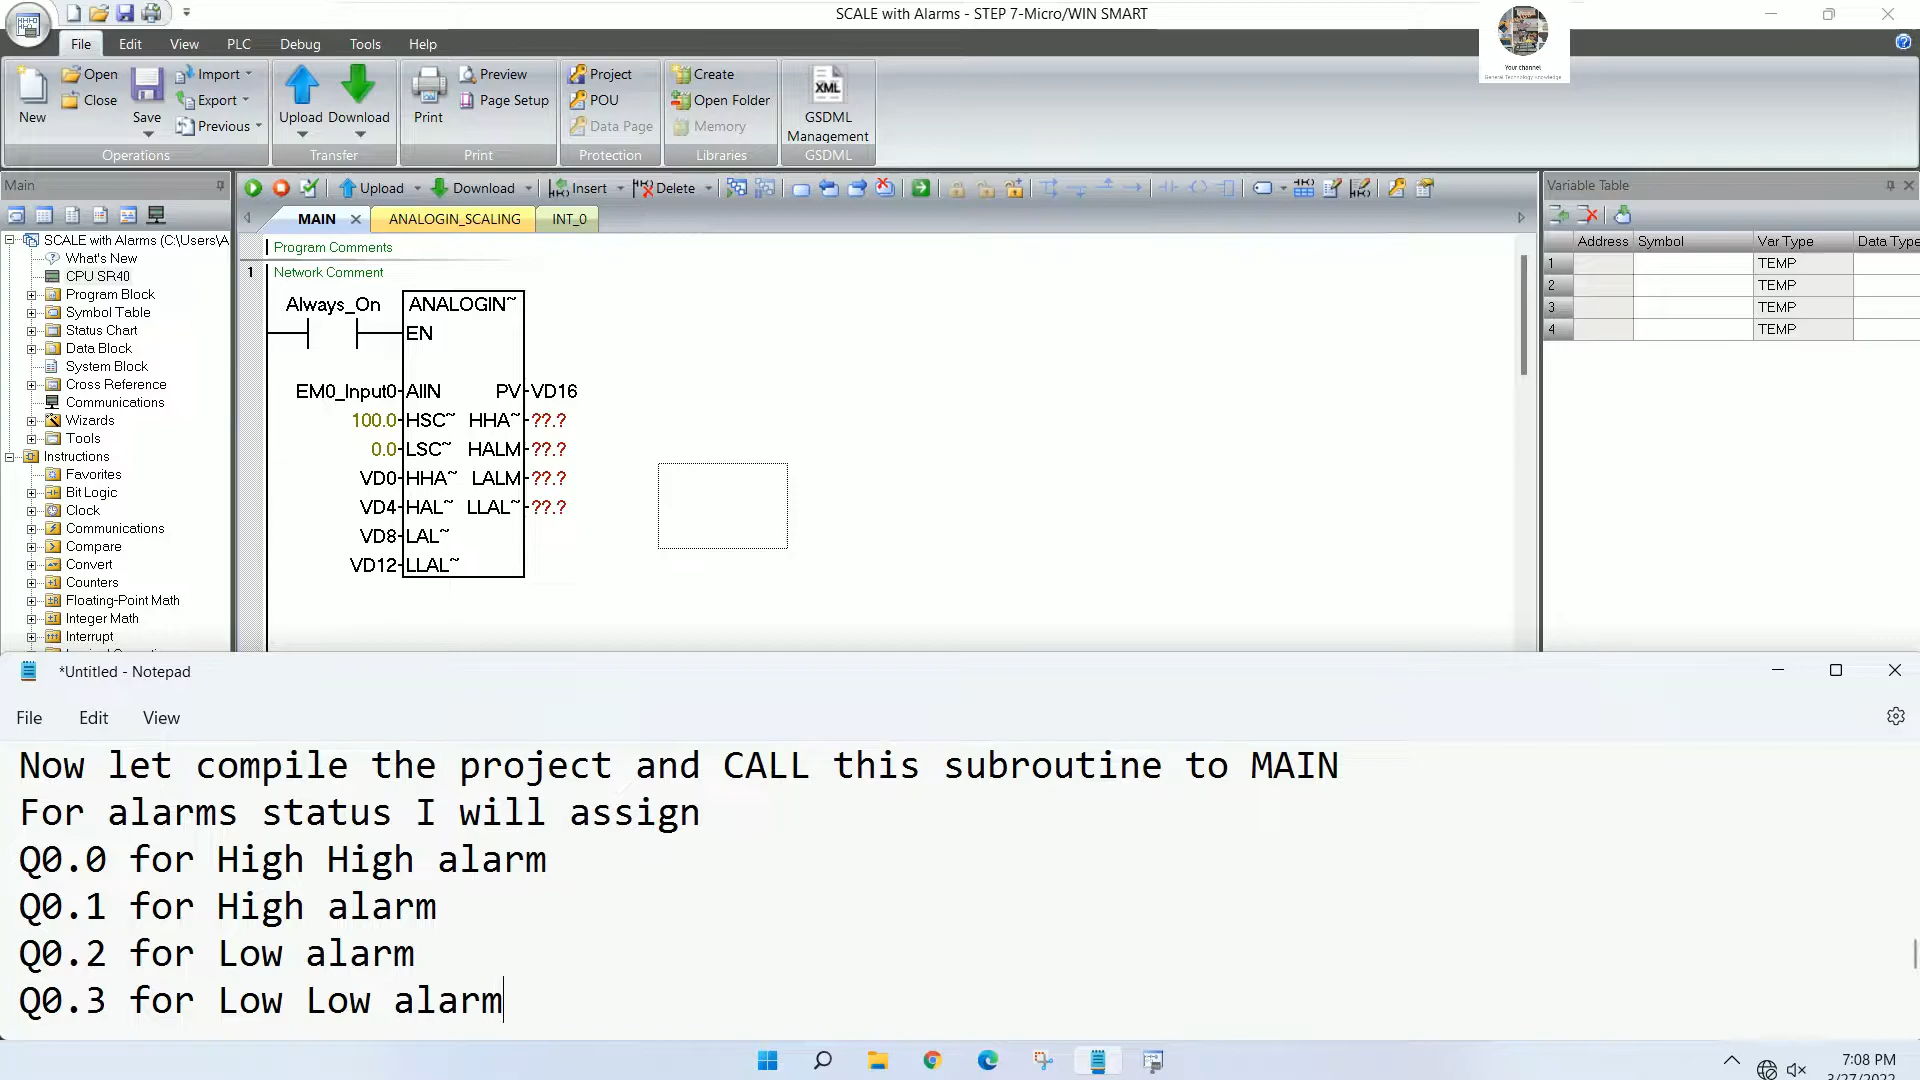 SCALE with Alarms - STEP 7-Micro/WIN SMART
Your channel
General Technology Knowledge
File Edit View PLC Debug Tools Help
New
Open
Close
Save
Import
Export
Previous
Operations
Upload
Download
Transfer
Print
Preview
Page Setup
Print
Project
POU
Data Page
Protection
Create
Open Folder
Memory
Libraries
XML
GSDML
Management
GSDML
Main
Upload Download Insert Delete
MAIN ANALOGIN_SCALING INT_0
SCALE with Alarms (C:\Users\A
What's New
CPU SR40
Program Block
Symbol Table
Status Chart
Data Block
System Block
Cross Reference
Communications
Wizards
Tools
Instructions
Favorites
Bit Logic
Clock
Communications
Compare
Convert
Counters
Floating-Point Math
Integer Math
Interrupt
Program Comments
1 Network Comment
Always_On ANALOGIN~
EN
EM0_Input0 AIIN PV VD16
100.0 HSC~ HHA~ ??.?
0.0 LSC~ HALM ??.?
VD0 HHA~ LALM ??.?
VD4 HAL~ LLAL~ ??.?
VD8 LAL~
VD12 LLAL~
Variable Table
Address Symbol Var Type Data Type
1 TEMP
2 TEMP
3 TEMP
4 TEMP
*Untitled - Notepad
File Edit View
Now let compile the project and CALL this subroutine to MAIN
For alarms status I will assign
Q0.0 for High High alarm
Q0.1 for High alarm
Q0.2 for Low alarm
Q0.3 for Low Low alarm
7:08 PM
3/27/2022